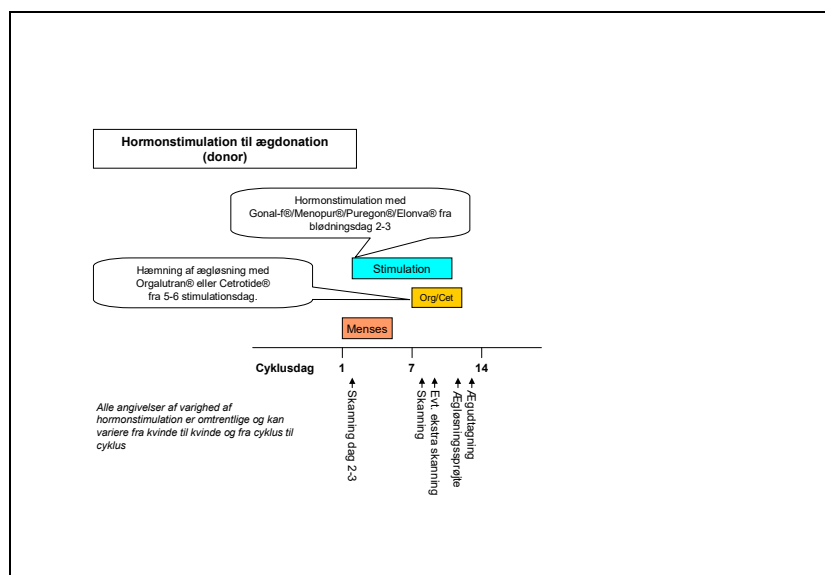 Hormonstimulation til ægdonation
(donor)
Hormonstimulation med
Gonal-f®/Menopur®/Puregon®/Elonva® fra
blødningsdag 2-3
Stimulation
Hæmning af ægløsning med
Orgalutran® eller Cetrotide®
fra 5-6 stimulationsdag.
Org/Cet
Menses
Cyklusdag 1 7 14
Skanning dag 2-3
Skanning
Evt. ekstra skanning
Ægløsningssprøjte
Ægudtagning
Alle angivelser af varighed af
hormonstimulation er omtrentlige og kan
variere fra kvinde til kvinde og fra cyklus til
cyklus